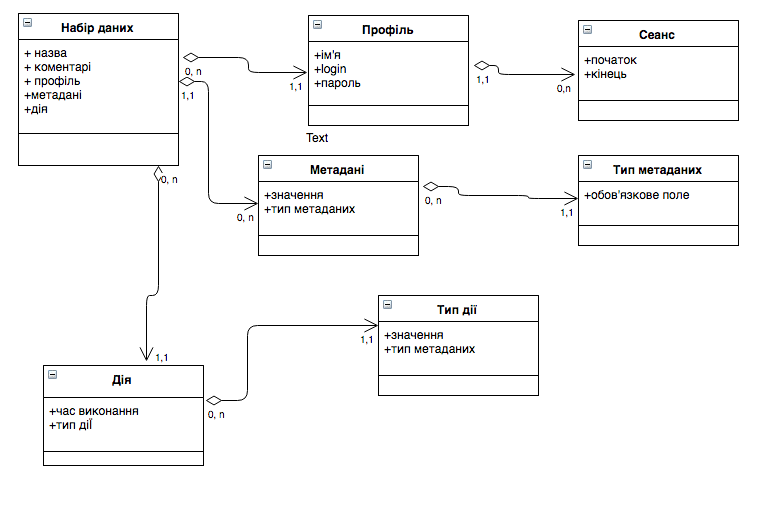 Набір даних
+ назва
+ коментарі
+ профіль
+метадані
+дія
0, n
1,1
0, n
Профіль
+ім'я
+login
+пароль
1,1
1,1
Text
Сеанс
+початок
+кінець
0,n
Метадані
+значення
+тип метаданих
0, n
0, n
Тип метаданих
+обов'язкове поле
1,1
Тип дії
+значення
+тип метаданих
1,1
1,1
Дія
+час виконання
+тип дії
0, n